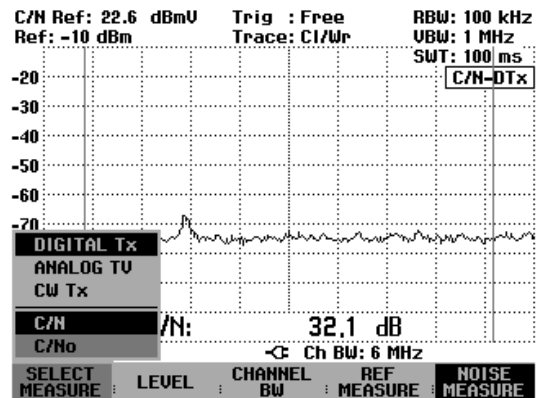 C/N Ref: 22.6 dBmV Trig : Free RBW: 100 kHz
Ref: -10 dBm Trace: Cl/Wr VBW: 1 MHz
SWT: 100 ms
C/N-DTx
-20
-30
-40
-50
-60
-70
DIGITAL Tx
ANALOG TV
CW Tx
C/N
C/No
/N: 32,1 dB
Ch BW: 6 MHz
SELECT MEASURE : LEVEL : CHANNEL BW : REF MEASURE : NOISE MEASURE